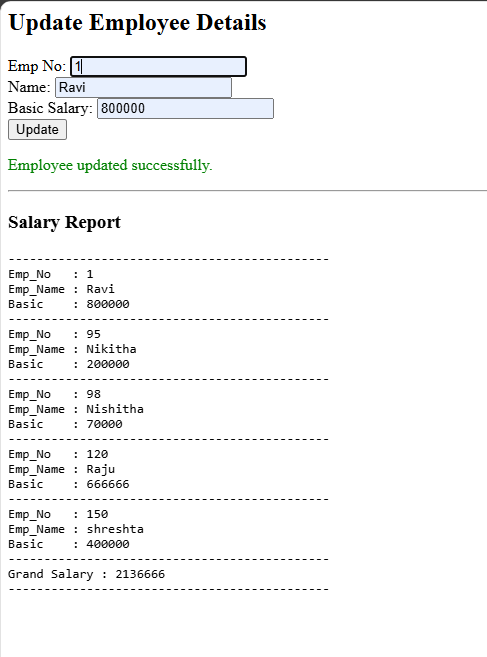 Update Employee Details
Emp No: 1
Name: Ravi
Basic Salary: 800000
Update
Employee updated successfully.
Salary Report
---------------------------------------------
Emp_No   : 1
Emp_Name : Ravi
Basic    : 800000
---------------------------------------------
Emp_No   : 95
Emp_Name : Nikitha
Basic    : 200000
---------------------------------------------
Emp_No   : 98
Emp_Name : Nishitha
Basic    : 70000
---------------------------------------------
Emp_No   : 120
Emp_Name : Raju
Basic    : 666666
---------------------------------------------
Emp_No   : 150
Emp_Name : shreshta
Basic    : 400000
---------------------------------------------
Grand Salary : 2136666
---------------------------------------------